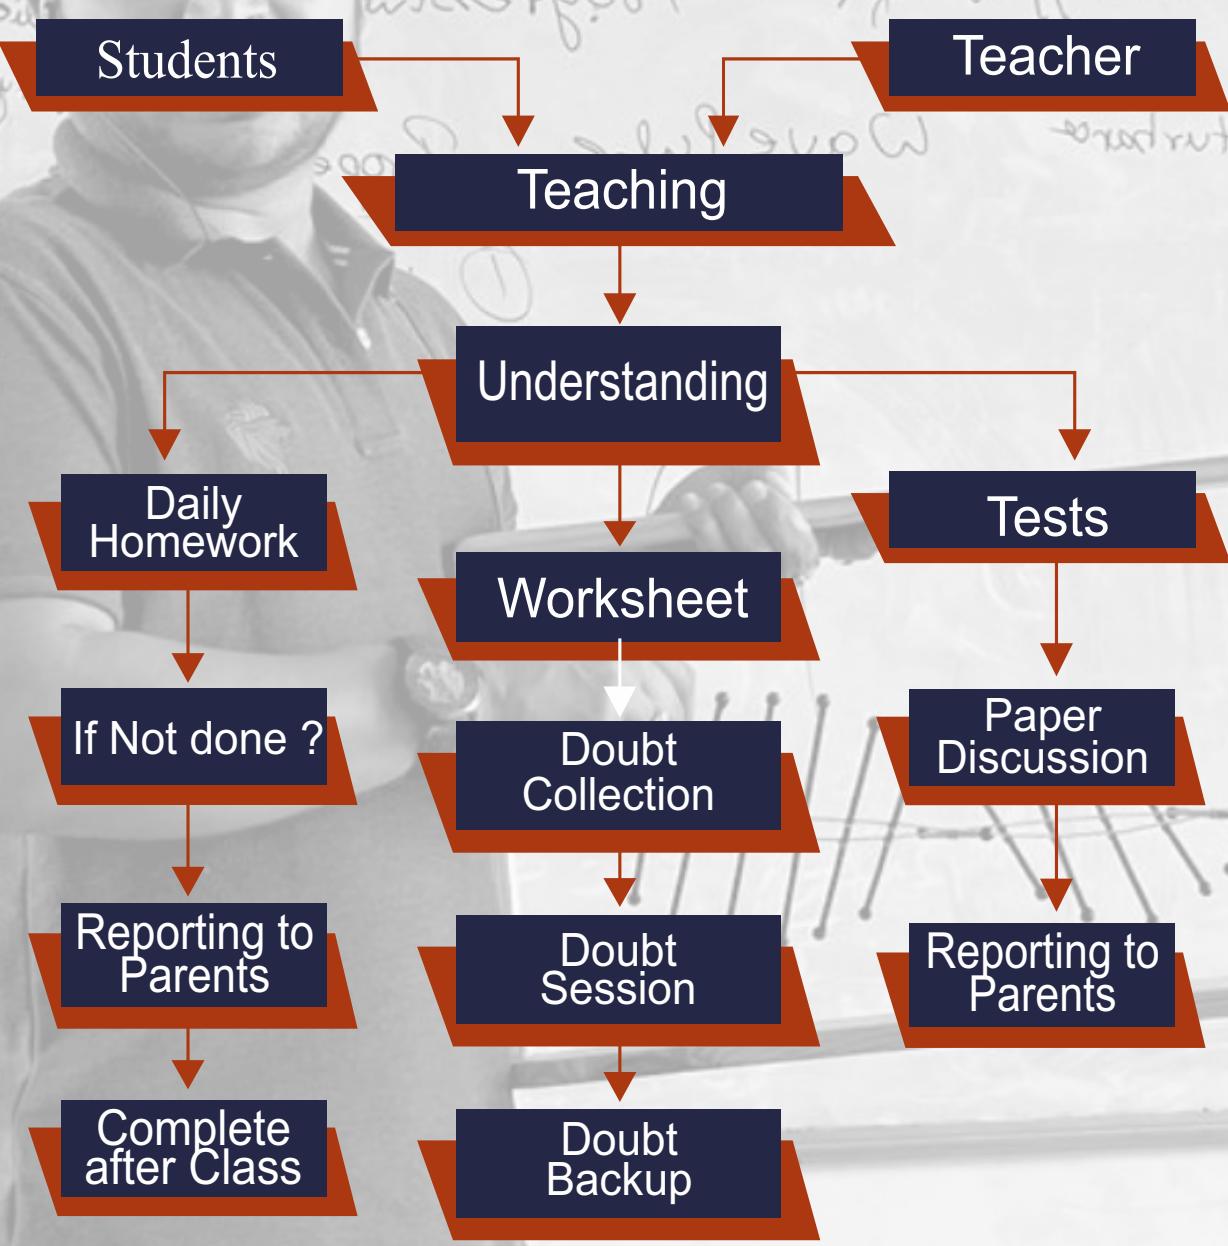 Students
Teacher
Teaching
Understanding
Daily
Homework
If Not done ?
Reporting to
Parents
Complete
after Class
Worksheet
Doubt
Collection
Doubt
Session
Doubt
Backup
Tests
Paper
Discussion
Reporting to
Parents